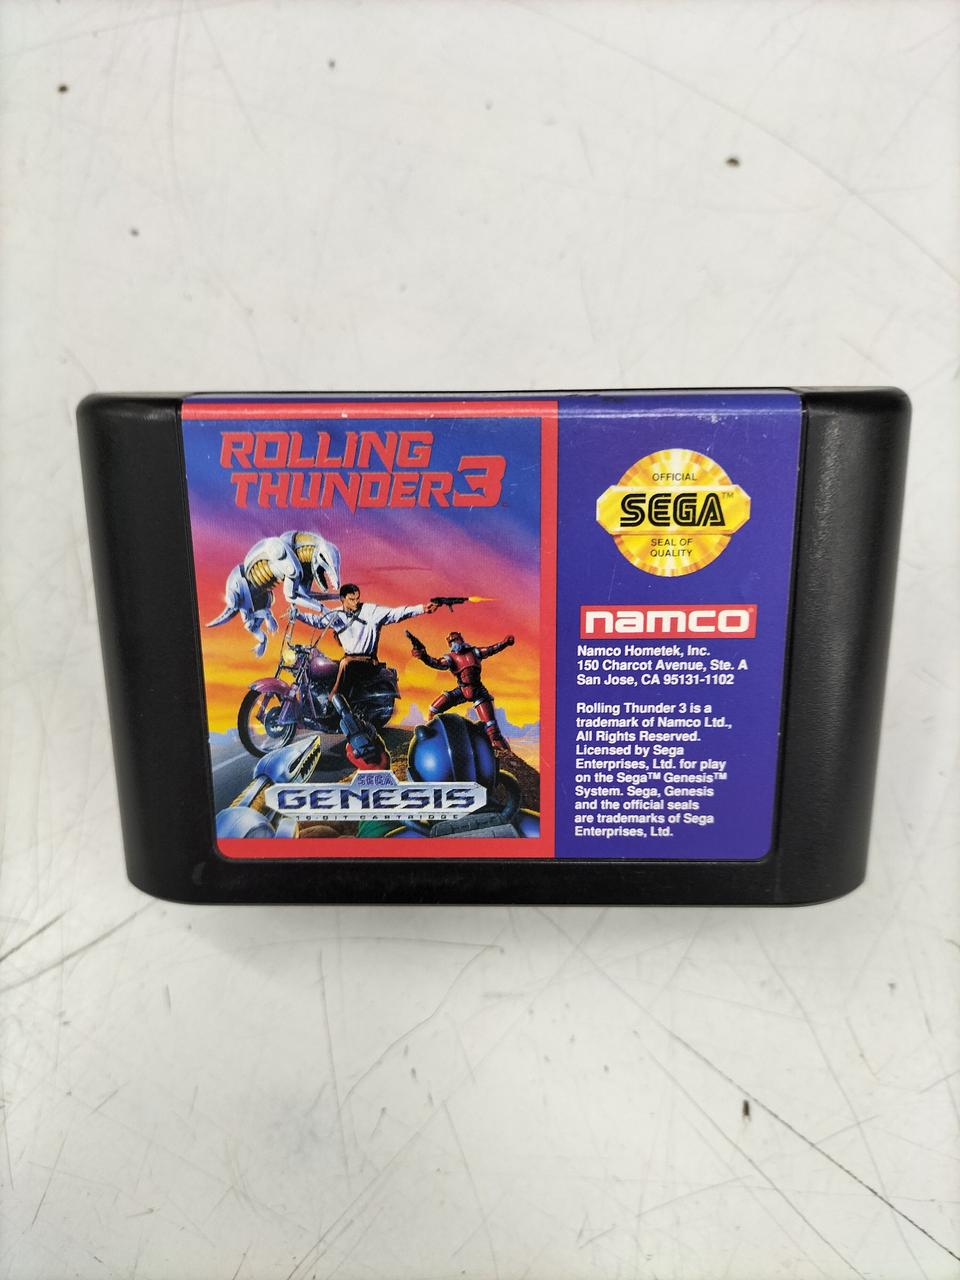 ROLLING
THUNDER 3
OFFICIAL
SEGA™
SEAL OF
QUALITY
namco®
Namco Hometek, Inc.
150 Charcot Avenue, Ste. A
San Jose, CA 95131-1102
Rolling Thunder 3 is a
trademark of Namco Ltd.,
All Rights Reserved.
Licensed by Sega
Enterprises, Ltd. for play
on the Sega™ Genesis™
System. Sega, Genesis
and the official seals
are trademarks of Sega
Enterprises, Ltd.
SEGA
GENESIS
16-BIT CARTRIDGE